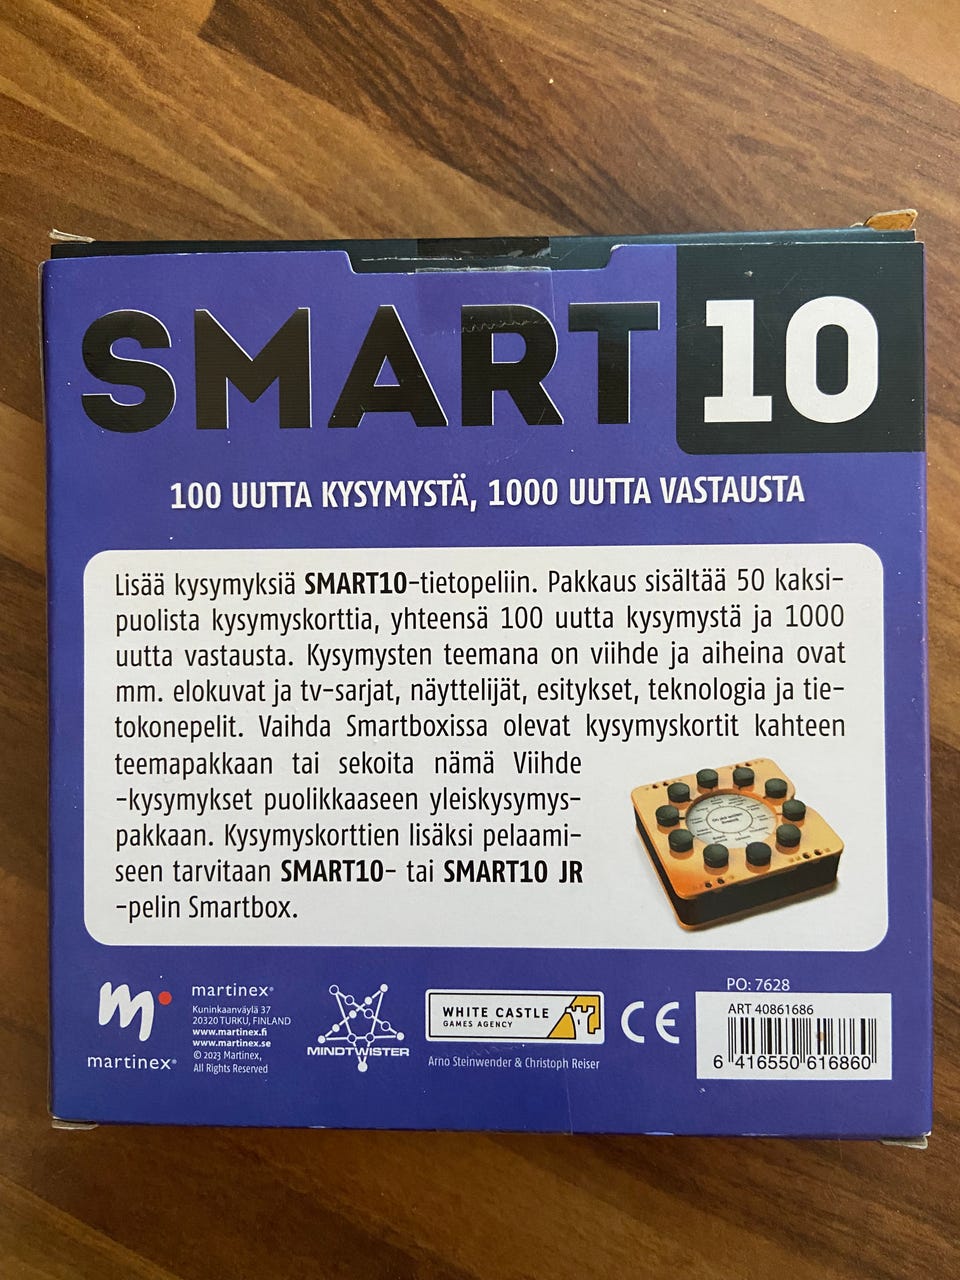 SMART10
100 UUTTA KYSYMYSTÄ, 1000 UUTTA VASTAUSTA
Lisää kysymyksiä SMART10-tietopeliin. Pakkaus sisältää 50 kaksi-
puolista kysymyskorttia, yhteensä 100 uutta kysymystä ja 1000
uutta vastausta. Kysymysten teemana on viihde ja aiheina ovat
mm. elokuvat ja tv-sarjat, näyttelijät, esitykset, teknologia ja tie-
tokonepelit. Vaihda Smartboxissa olevat kysymyskortit kahteen
teemapakkaan tai sekoita nämä Viihde
-kysymykset puolikkaaseen yleiskysymys-
pakkaan. Kysymyskorttien lisäksi pelaami-
seen tarvitaan SMART10- tai SMART10 JR
-pelin Smartbox.
m
martinex®
martinex®
Kuninkaanväylä 37
20320 TURKU, FINLAND
www.martinex.fi
www.martinex.se
© 2023 Martinex,
All Rights Reserved
MINDTWISTER
WHITE CASTLE
GAMES AGENCY
Arno Steinwender & Christoph Reiser
CE
PO: 7628
ART 40861686
6 416550 616860